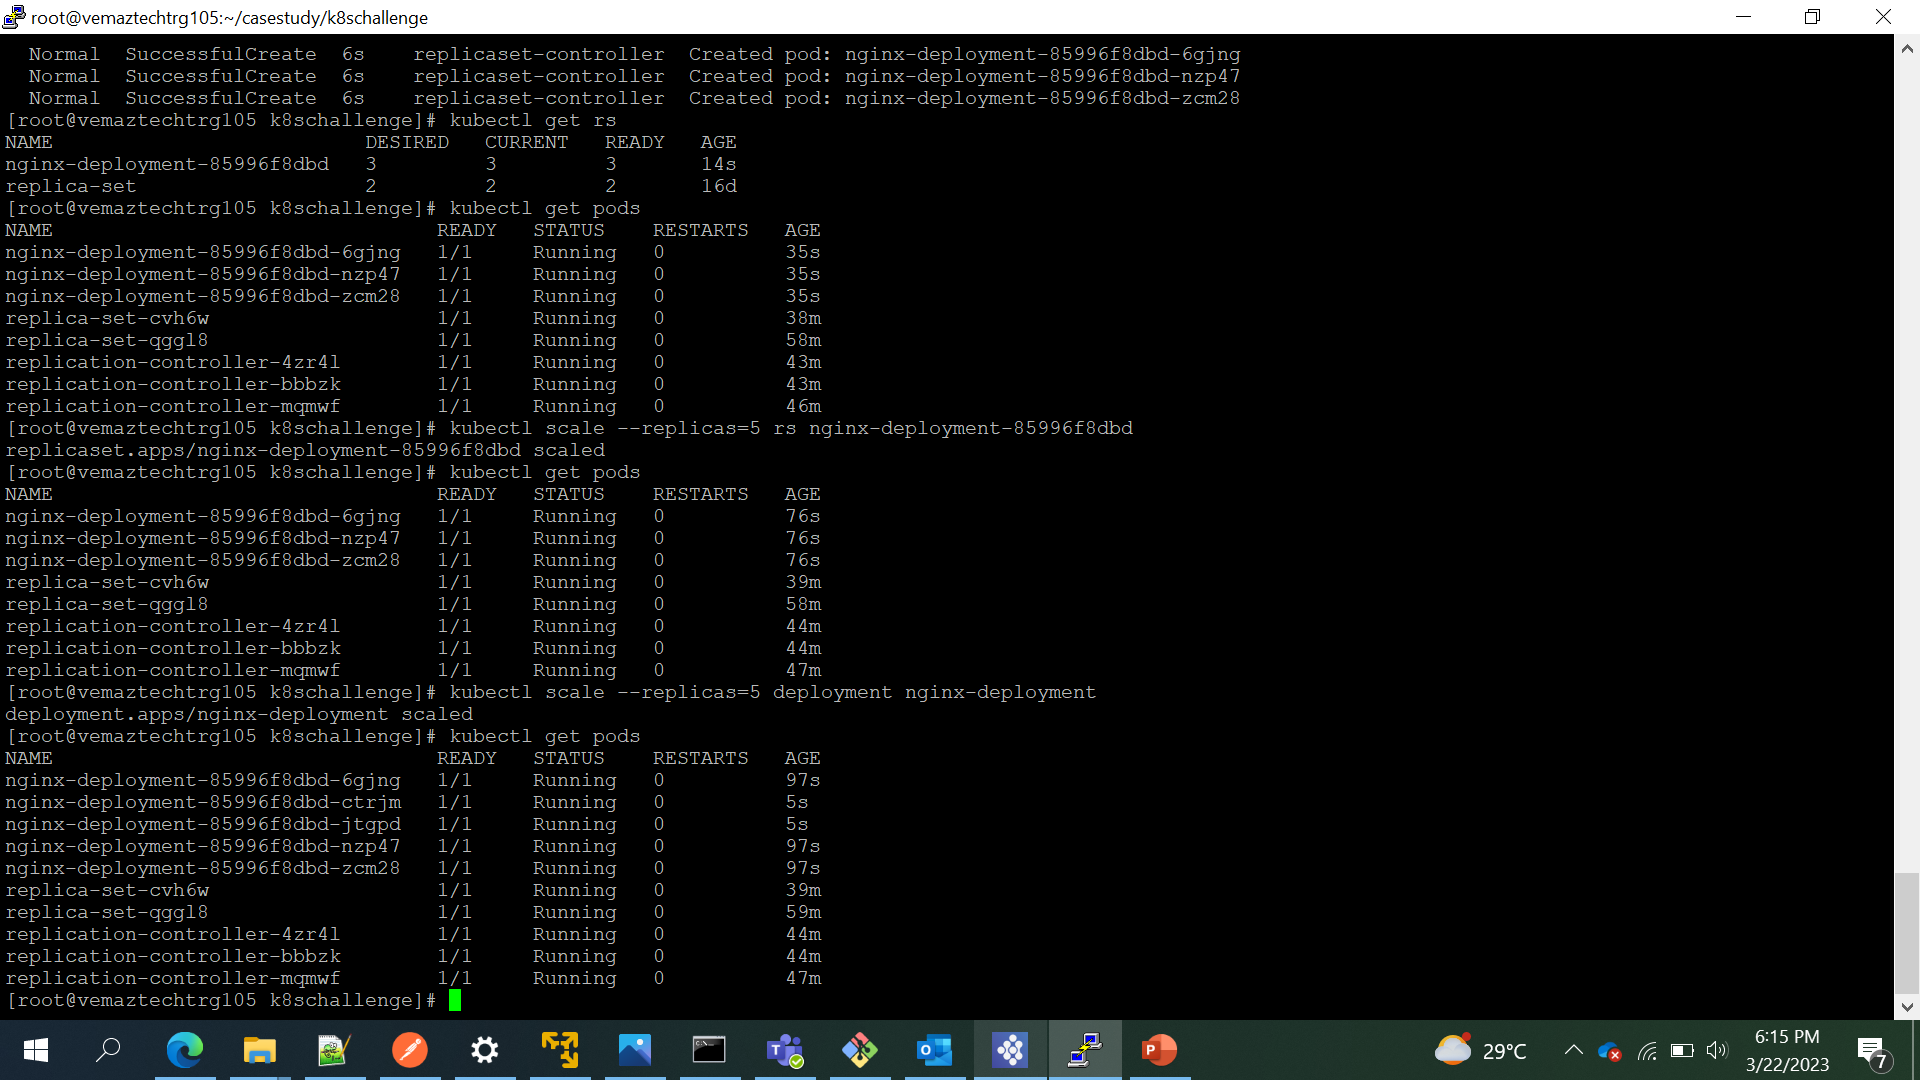 root@vemaztechtrg105:~/casestudy/k8schallenge
  Normal  SuccessfulCreate  6s    replicaset-controller  Created pod: nginx-deployment-85996f8dbd-6gjng
  Normal  SuccessfulCreate  6s    replicaset-controller  Created pod: nginx-deployment-85996f8dbd-nzp47
  Normal  SuccessfulCreate  6s    replicaset-controller  Created pod: nginx-deployment-85996f8dbd-zcm28
[root@vemaztechtrg105 k8schallenge]# kubectl get rs
NAME                          DESIRED   CURRENT   READY   AGE
nginx-deployment-85996f8dbd   3         3         3       14s
replica-set                   2         2         2       16d
[root@vemaztechtrg105 k8schallenge]# kubectl get pods
NAME                                READY   STATUS    RESTARTS   AGE
nginx-deployment-85996f8dbd-6gjng   1/1     Running   0          35s
nginx-deployment-85996f8dbd-nzp47   1/1     Running   0          35s
nginx-deployment-85996f8dbd-zcm28   1/1     Running   0          35s
replica-set-cvh6w                   1/1     Running   0          38m
replica-set-qggl8                   1/1     Running   0          58m
replication-controller-4zr4l        1/1     Running   0          43m
replication-controller-bbbzk        1/1     Running   0          43m
replication-controller-mqmwf        1/1     Running   0          46m
[root@vemaztechtrg105 k8schallenge]# kubectl scale --replicas=5 rs nginx-deployment-85996f8dbd
replicaset.apps/nginx-deployment-85996f8dbd scaled
[root@vemaztechtrg105 k8schallenge]# kubectl get pods
NAME                                READY   STATUS    RESTARTS   AGE
nginx-deployment-85996f8dbd-6gjng   1/1     Running   0          76s
nginx-deployment-85996f8dbd-nzp47   1/1     Running   0          76s
nginx-deployment-85996f8dbd-zcm28   1/1     Running   0          76s
replica-set-cvh6w                   1/1     Running   0          39m
replica-set-qggl8                   1/1     Running   0          58m
replication-controller-4zr4l        1/1     Running   0          44m
replication-controller-bbbzk        1/1     Running   0          44m
replication-controller-mqmwf        1/1     Running   0          47m
[root@vemaztechtrg105 k8schallenge]# kubectl scale --replicas=5 deployment nginx-deployment
deployment.apps/nginx-deployment scaled
[root@vemaztechtrg105 k8schallenge]# kubectl get pods
NAME                                READY   STATUS    RESTARTS   AGE
nginx-deployment-85996f8dbd-6gjng   1/1     Running   0          97s
nginx-deployment-85996f8dbd-ctrjm   1/1     Running   0          5s
nginx-deployment-85996f8dbd-jtgpd   1/1     Running   0          5s
nginx-deployment-85996f8dbd-nzp47   1/1     Running   0          97s
nginx-deployment-85996f8dbd-zcm28   1/1     Running   0          97s
replica-set-cvh6w                   1/1     Running   0          39m
replica-set-qggl8                   1/1     Running   0          59m
replication-controller-4zr4l        1/1     Running   0          44m
replication-controller-bbbzk        1/1     Running   0          44m
replication-controller-mqmwf        1/1     Running   0          47m
[root@vemaztechtrg105 k8schallenge]#
29°C
6:15 PM
3/22/2023
7